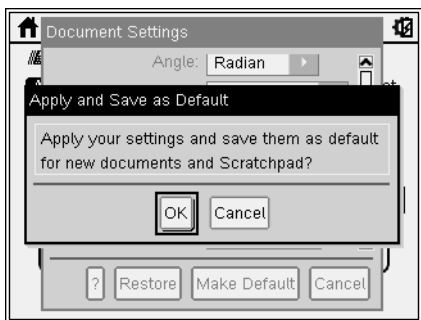 Document Settings
Angle: Radian
Apply and Save as Default
Apply your settings and save them as default
for new documents and Scratchpad?
OK Cancel
? Restore Make Default Cancel